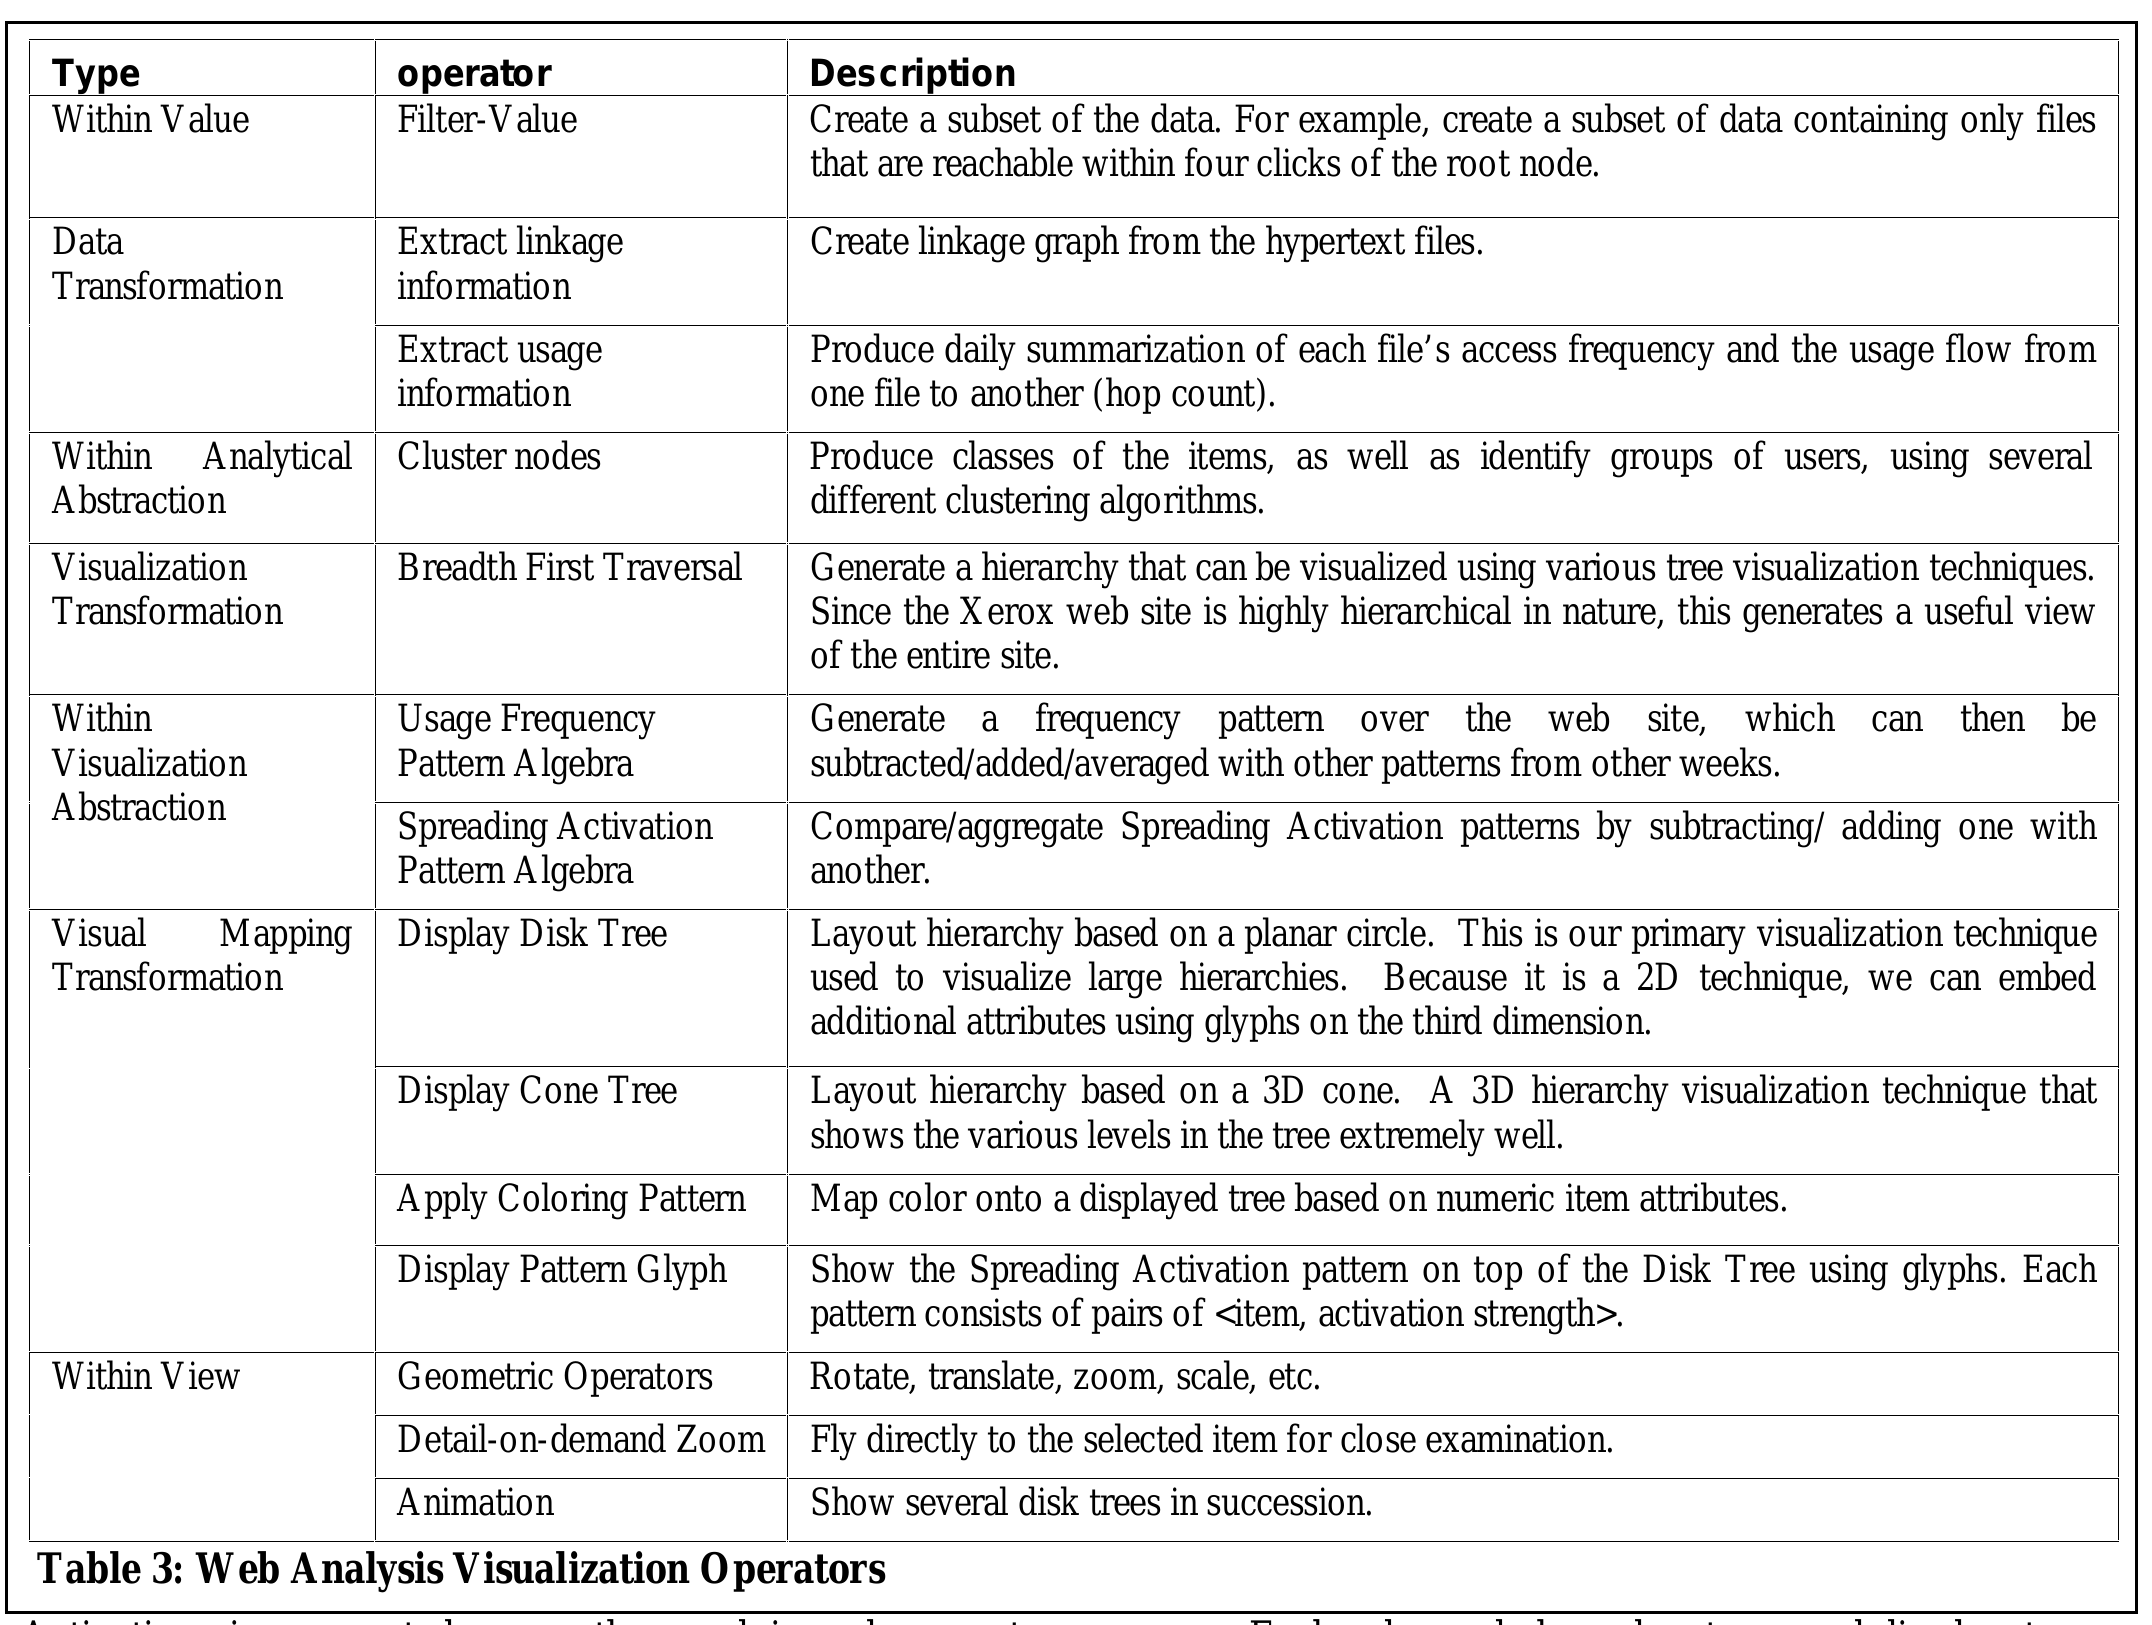 Type operator Description
Within Value Filter-Value Create a subset of the data. For example, create a subset of data containing only files
that are reachable within four clicks of the root node.
Data Extract linkage Create linkage graph from the hypertext files.
Transformation information
Extract usage Produce daily summarization of each file’s access frequency and the usage flow from
information one file to another (hop count).
Within Analytical Cluster nodes Produce classes of the items, as well as identify groups of users, using several
Abstraction different clustering algorithms.
Visualization Breadth First Traversal Generate a hierarchy that can be visualized using various tree visualization techniques.
Transformation Since the Xerox web site is highly hierarchical in nature, this generates a useful view
of the entire site.
Within Usage Frequency Generate a frequency pattern over the web site, which can then be
Visualization Pattern Algebra subtracted/added/averaged with other patterns from other weeks.
Abstraction
Spreading Activation Compare/aggregate Spreading Activation patterns by subtracting/ adding one with
Pattern Algebra another.
Visual Mapping Display Disk Tree Layout hierarchy based on a planar circle. This is our primary visualization technique
Transformation used to visualize large hierarchies. Because it is a 2D technique, we can embed
additional attributes using glyphs on the third dimension.
Display Cone Tree Layout hierarchy based on a 3D cone. A 3D hierarchy visualization technique that
shows the various levels in the tree extremely well.
Apply Coloring Pattern Map color onto a displayed tree based on numeric item attributes.
Display Pattern Glyph Show the Spreading Activation pattern on top of the Disk Tree using glyphs. Each
pattern consists of pairs of <item, activation strength>.
Within View Geometric Operators Rotate, translate, zoom, scale, etc.
Detail-on-demand Zoom Fly directly to the selected item for close examination.
Animation Show several disk trees in succession.
Table 3: Web Analysis Visualization Operators